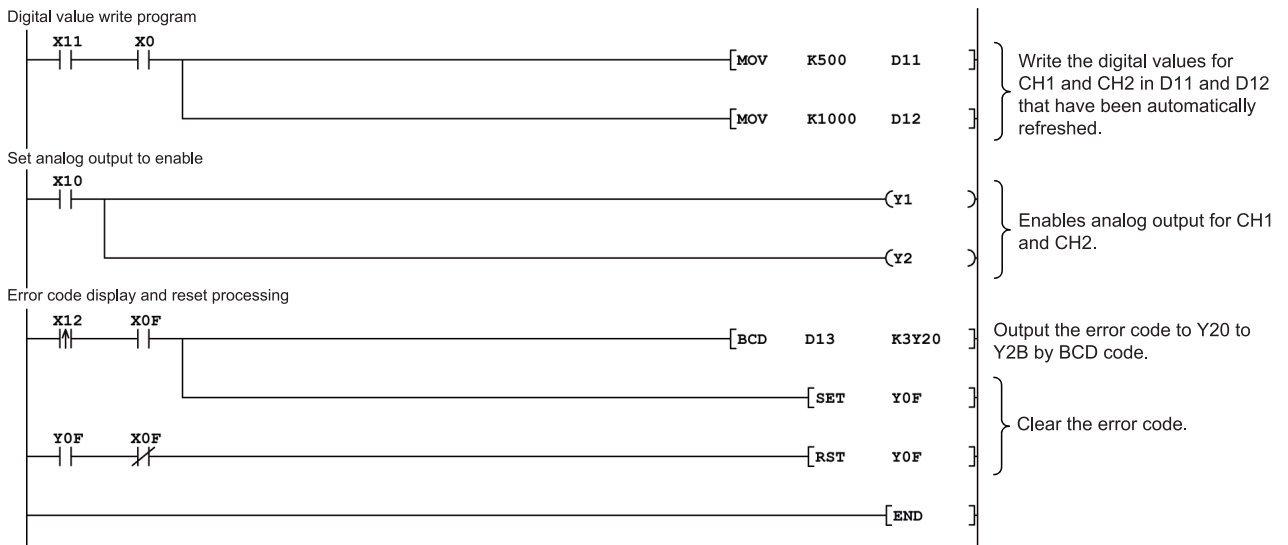 Digital value write program
X11 X0
MOV K500 D11
MOV K1000 D12
Write the digital values for
CH1 and CH2 in D11 and D12
that have been automatically
refreshed.
Set analog output to enable
X10
Y1
Y2
Enables analog output for CH1
and CH2.
Error code display and reset processing
X12 X0F
BCD D13 K3Y20
Output the error code to Y20 to
Y2B by BCD code.
SET Y0F
Clear the error code.
Y0F X0F
RST Y0F
END